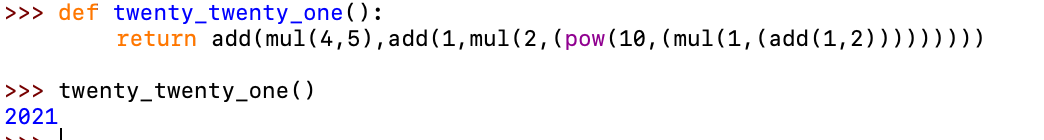 >>> def twenty_twenty_one():
return add(mul(4,5),add(1,mul(2,(pow(10,(mul(1,(add(1,2)))))))))
>>> twenty_twenty_one()
2021
>>>